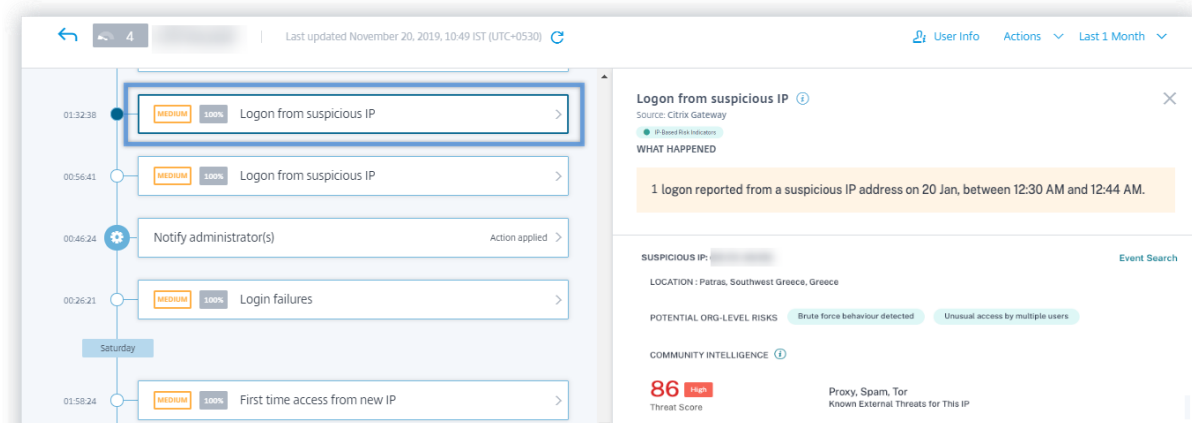 4
Last updated November 20, 2019, 10:49 IST (UTC+0530)
User Info
Actions
Last 1 Month
01:32:38
MEDIUM
100%
Logon from suspicious IP
00:56:41
MEDIUM
100%
Logon from suspicious IP
00:46:24
Notify administrator(s)
Action applied
00:26:21
MEDIUM
100%
Login failures
Saturday
01:58:24
MEDIUM
100%
First time access from new IP
Logon from suspicious IP
Source: Citrix Gateway
IP-Based Risk Indicators
WHAT HAPPENED
1 logon reported from a suspicious IP address on 20 Jan, between 12:30 AM and 12:44 AM.
SUSPICIOUS IP:
Event Search
LOCATION : Patras, Southwest Greece, Greece
POTENTIAL ORG-LEVEL RISKS
Brute force behaviour detected
Unusual access by multiple users
COMMUNITY INTELLIGENCE
86
High
Threat Score
Proxy, Spam, Tor
Known External Threats for This IP